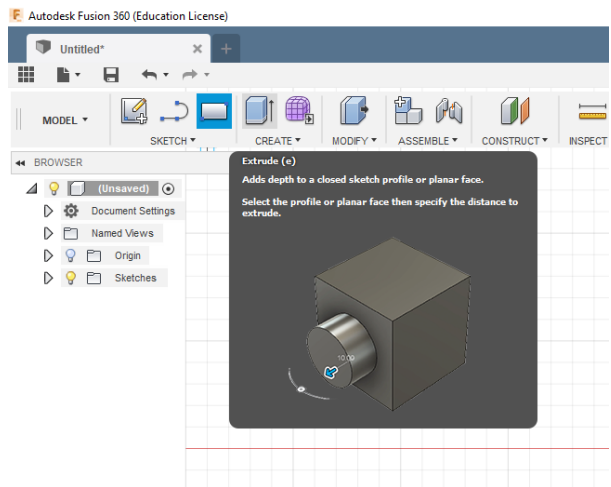 Autodesk Fusion 360 (Education License)
Untitled*
MODEL
SKETCH
CREATE
MODIFY
ASSEMBLE
CONSTRUCT
INSPECT
BROWSER
(Unsaved)
Document Settings
Named Views
Origin
Sketches
Extrude (e)
Adds depth to a closed sketch profile or planar face.
Select the profile or planar face then specify the distance to
extrude.
10.00